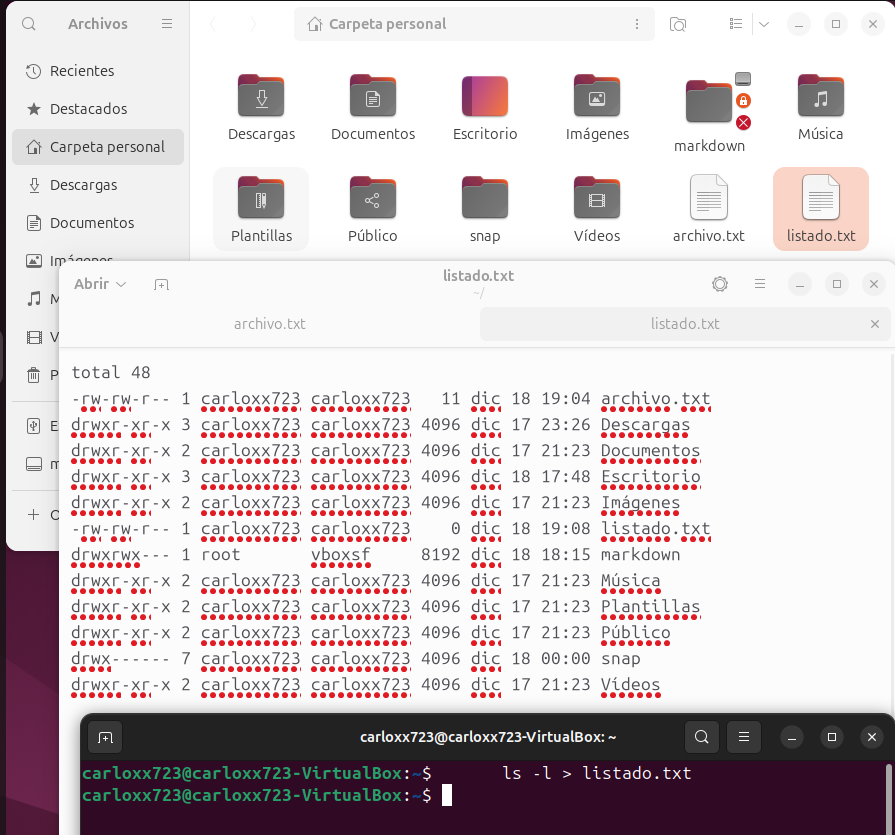 Archivos
Carpeta personal
Recientes
Destacados
Carpeta personal
Descargas
Documentos
Imágenes
M
V
P
E
m
O
Descargas
Documentos
Escritorio
Imágenes
markdown
Música
Plantillas
Público
snap
Vídeos
archivo.txt
listado.txt
Abrir
listado.txt
~/
archivo.txt
listado.txt
total 48
-rw-rw-r-- 1 carloxx723 carloxx723   11 dic 18 19:04 archivo.txt
drwxr-xr-x 3 carloxx723 carloxx723 4096 dic 17 23:26 Descargas
drwxr-xr-x 2 carloxx723 carloxx723 4096 dic 17 21:23 Documentos
drwxr-xr-x 3 carloxx723 carloxx723 4096 dic 18 17:48 Escritorio
drwxr-xr-x 2 carloxx723 carloxx723 4096 dic 17 21:23 Imágenes
-rw-rw-r-- 1 carloxx723 carloxx723    0 dic 18 19:08 listado.txt
drwxrwx--- 1 root       vboxsf     8192 dic 18 18:15 markdown
drwxr-xr-x 2 carloxx723 carloxx723 4096 dic 17 21:23 Música
drwxr-xr-x 2 carloxx723 carloxx723 4096 dic 17 21:23 Plantillas
drwxr-xr-x 2 carloxx723 carloxx723 4096 dic 17 21:23 Público
drwx------ 7 carloxx723 carloxx723 4096 dic 18 00:00 snap
drwxr-xr-x 2 carloxx723 carloxx723 4096 dic 17 21:23 Vídeos
carloxx723@carloxx723-VirtualBox: ~
carloxx723@carloxx723-VirtualBox:~$       ls -l > listado.txt
carloxx723@carloxx723-VirtualBox:~$